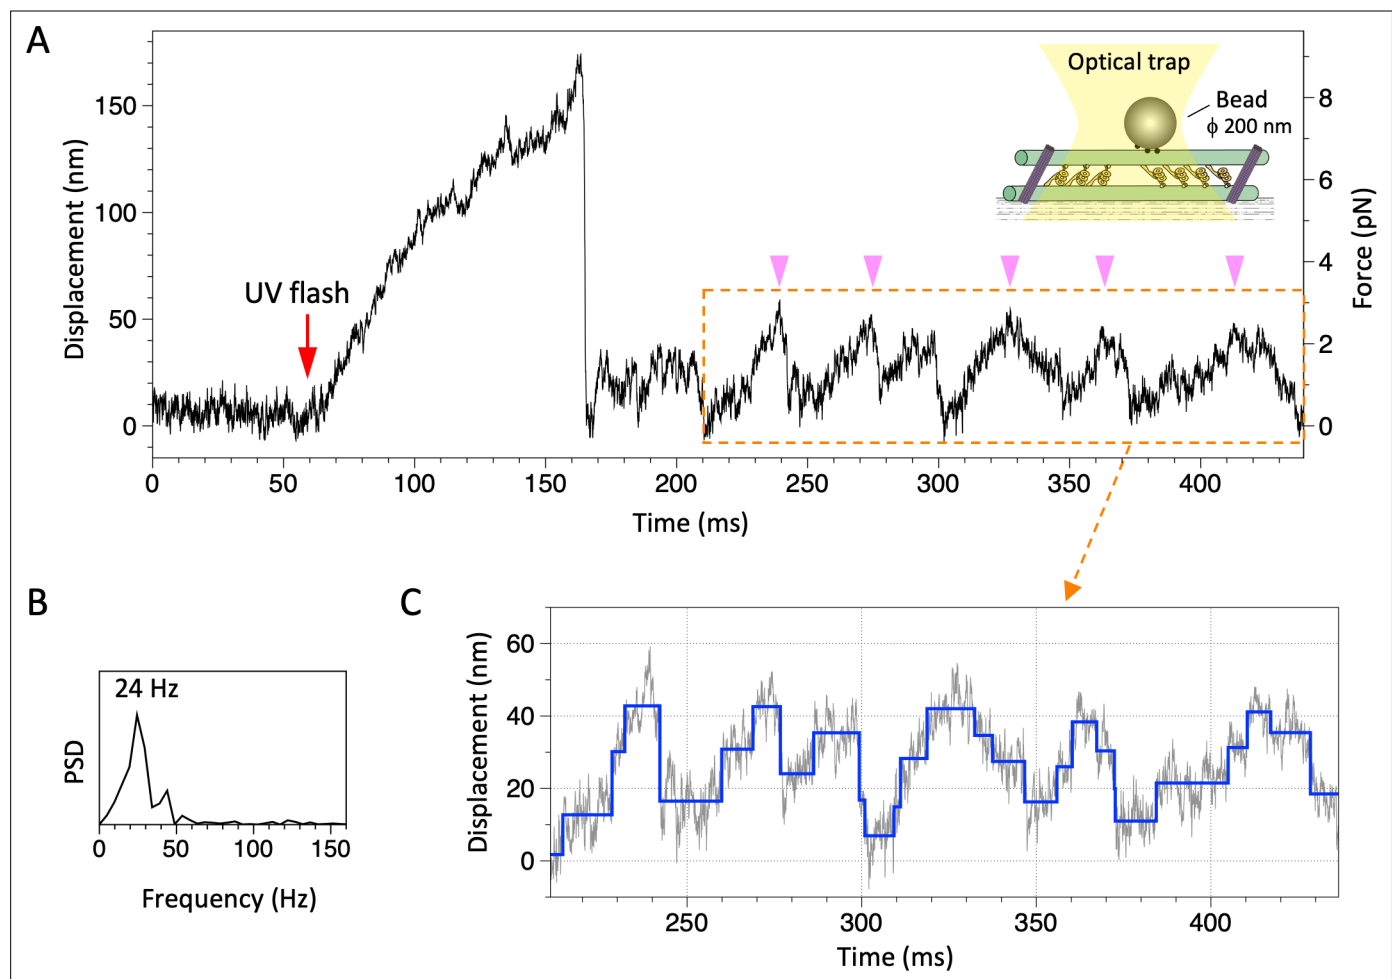 A
Displacement (nm)
150
100
50
0
UV flash
Optical trap
Bead
ϕ 200 nm
8
6
4
2
0
Force (pN)
0 50 100 150 200 250 300 350 400
Time (ms)
B
24 Hz
PSD
0 50 100 150
Frequency (Hz)
C
Displacement (nm)
60
40
20
0
250 300 350 400
Time (ms)